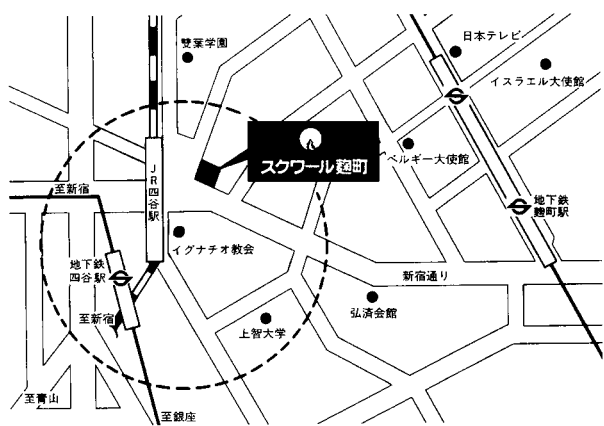 雙葉学園
日本テレビ
イスラエル大使館
スクワール麴町
ベルギー大使館
JR四谷駅
至新宿
地下鉄
麴町駅
イグナチオ教会
地下鉄
四谷駅
新宿通り
至新宿
上智大学
弘済会館
至青山
至銀座